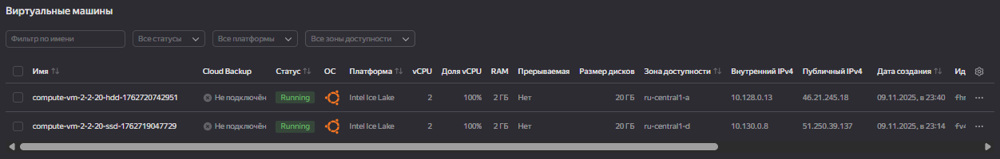 Виртуальные машины
Фильтр по имени Все статусы Все платформы Все зоны доступности
Имя Cloud Backup Статус ОС Платформа vCPU Доля vCPU RAM Прерываемая Размер дисков Зона доступности Внутренний IPv4 Публичный IPv4 Дата создания Ид
compute-vm-2-2-20-hdd-1762720742951 Не подключён Running Intel Ice Lake 2 100% 2 ГБ Нет 20 ГБ ru-central1-a 10.128.0.13 46.21.245.18 09.11.2025, в 23:40 fhr
compute-vm-2-2-20-ssd-1762719047729 Не подключён Running Intel Ice Lake 2 100% 2 ГБ Нет 20 ГБ ru-central1-d 10.130.0.8 51.250.39.137 09.11.2025, в 23:14 fv4